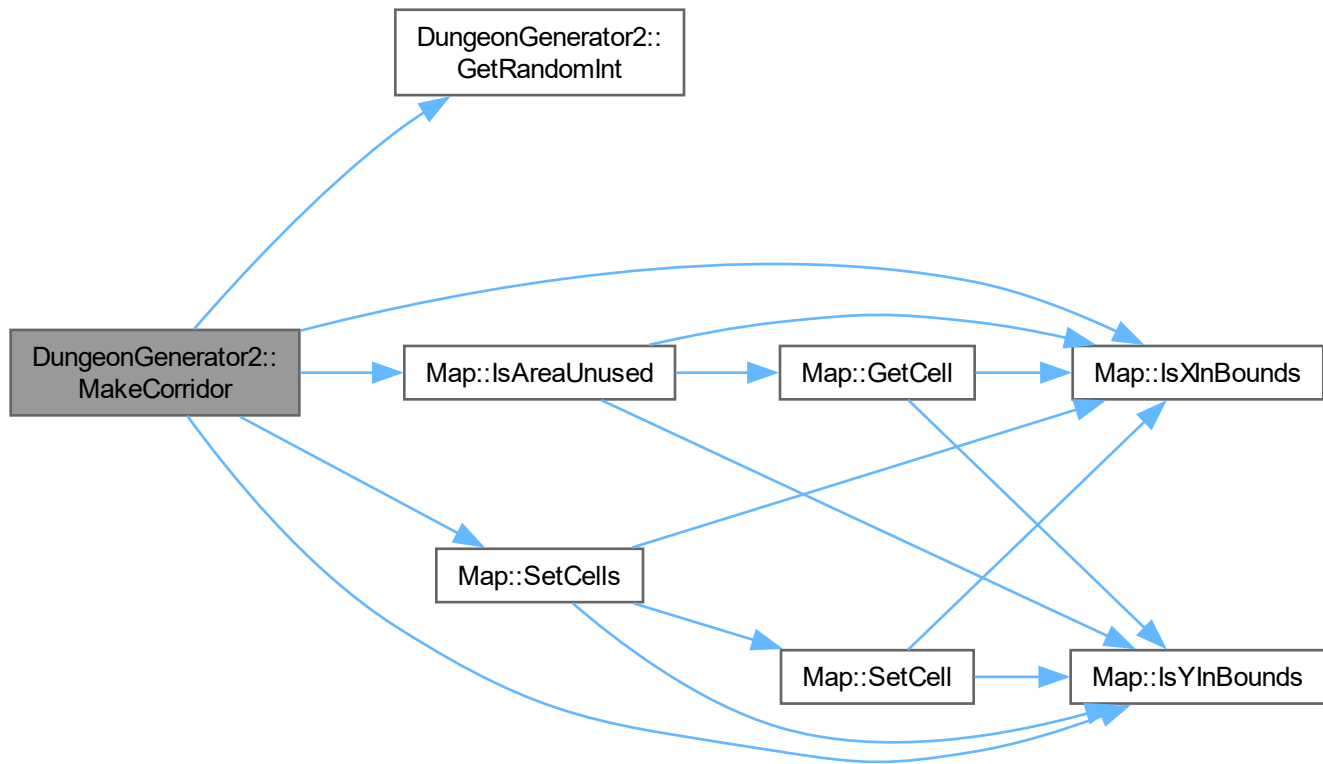 DungeonGenerator2::
GetRandomInt
DungeonGenerator2::
MakeCorridor
Map::IsAreaUnused
Map::GetCell
Map::IsXInBounds
Map::SetCells
Map::SetCell
Map::IsYInBounds